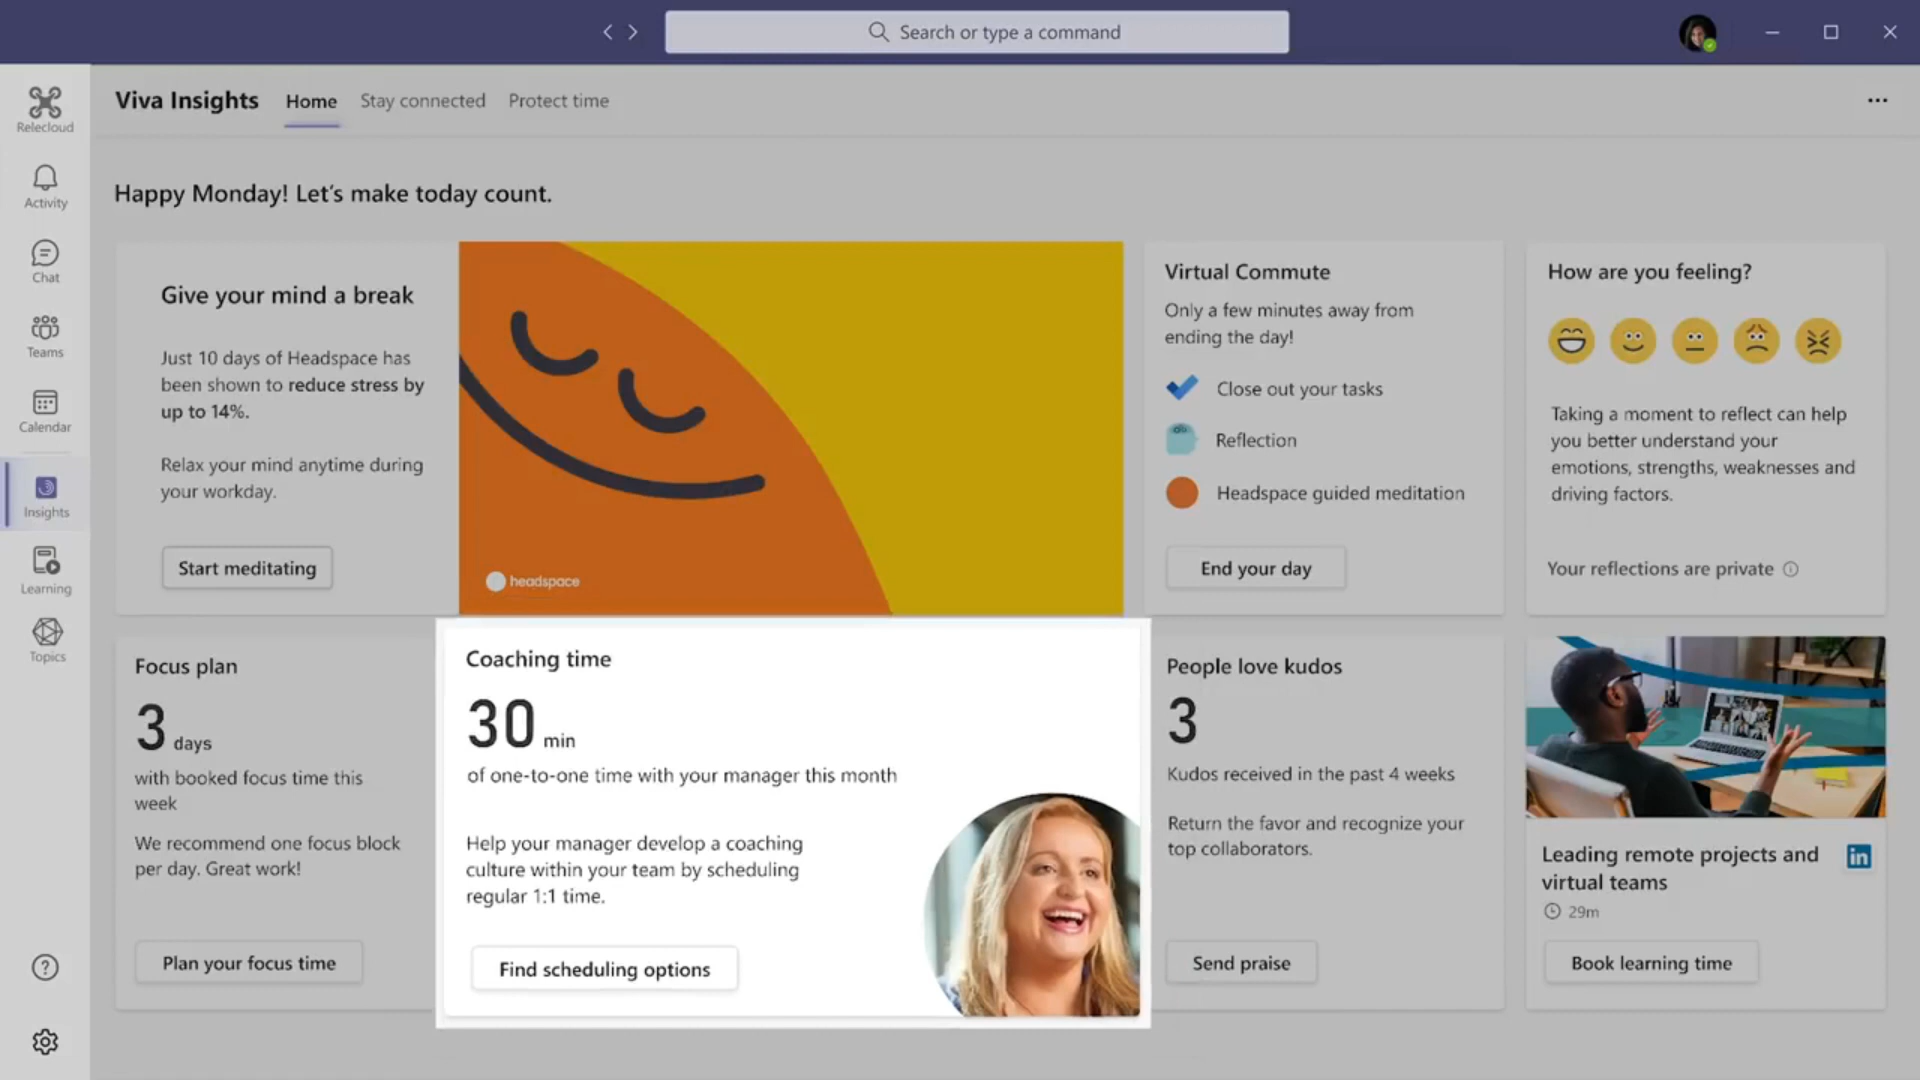 Search or type a command
Relecloud
Activity
Chat
Teams
Calendar
Insights
Learning
Topics
Viva Insights
Home
Stay connected
Protect time
Happy Monday! Let's make today count.
Give your mind a break
Just 10 days of Headspace has
been shown to reduce stress by
up to 14%.
Relax your mind anytime during
your workday.
Start meditating
headspace
Virtual Commute
Only a few minutes away from
ending the day!
Close out your tasks
Reflection
Headspace guided meditation
End your day
How are you feeling?
Taking a moment to reflect can help
you better understand your
emotions, strengths, weaknesses and
driving factors.
Your reflections are private
Focus plan
3 days
with booked focus time this
week
We recommend one focus block
per day. Great work!
Plan your focus time
Coaching time
30 min
of one-to-one time with your manager this month
Help your manager develop a coaching
culture within your team by scheduling
regular 1:1 time.
Find scheduling options
People love kudos
3
Kudos received in the past 4 weeks
Return the favor and recognize your
top collaborators.
Send praise
Leading remote projects and
virtual teams
in
29m
Book learning time